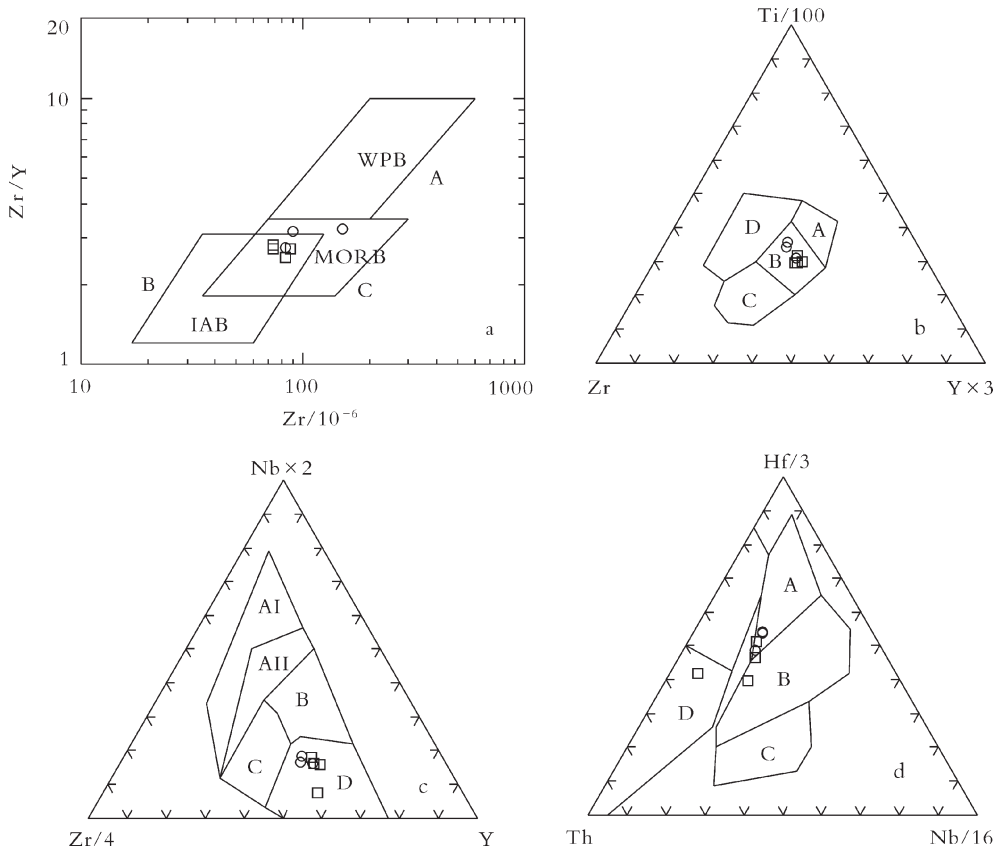 20
10
1
10
100
1000
Zr/Y
Zr/10⁻⁶
WPB
A
MORB
B
C
IAB
a
Ti/100
D
A
B
C
b
Zr
Y×3
Nb×2
AI
AII
B
C
D
c
Zr/4
Y
Hf/3
A
B
D
C
d
Th
Nb/16